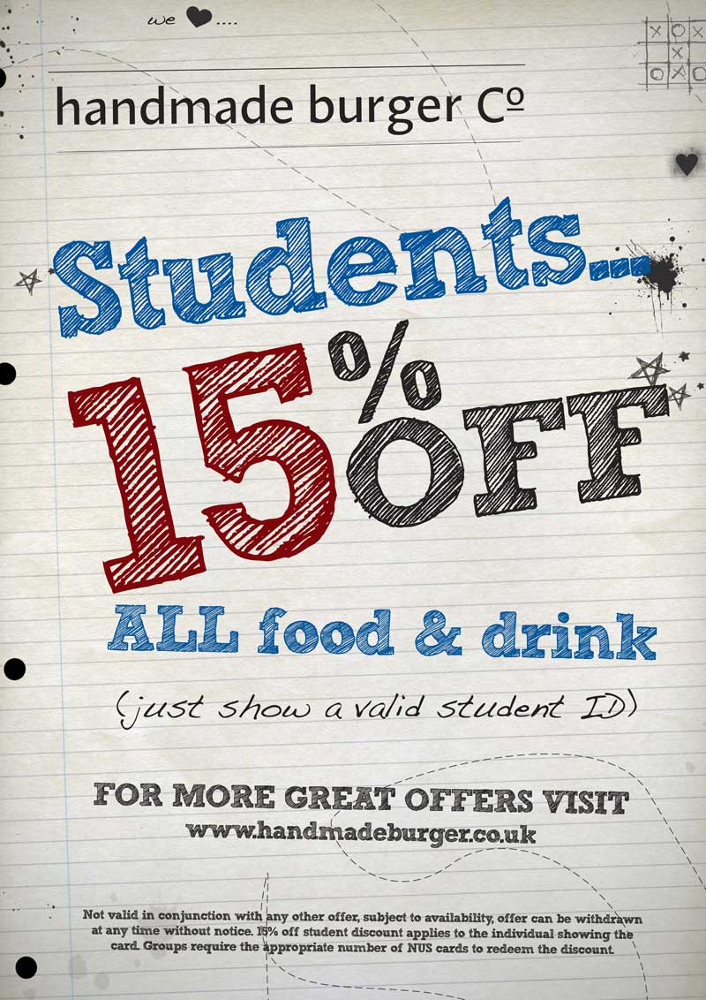 we ♥....
X O X
X
O X O
handmade burger Cº
Students...
15% OFF
ALL food & drink
(just show a valid student ID)
FOR MORE GREAT OFFERS VISIT
www.handmadeburger.co.uk
Not valid in conjunction with any other offer, subject to availability, offer can be withdrawn
at any time without notice. 15% off student discount applies to the individual showing the
card. Groups require the appropriate number of NUS cards to redeem the discount.